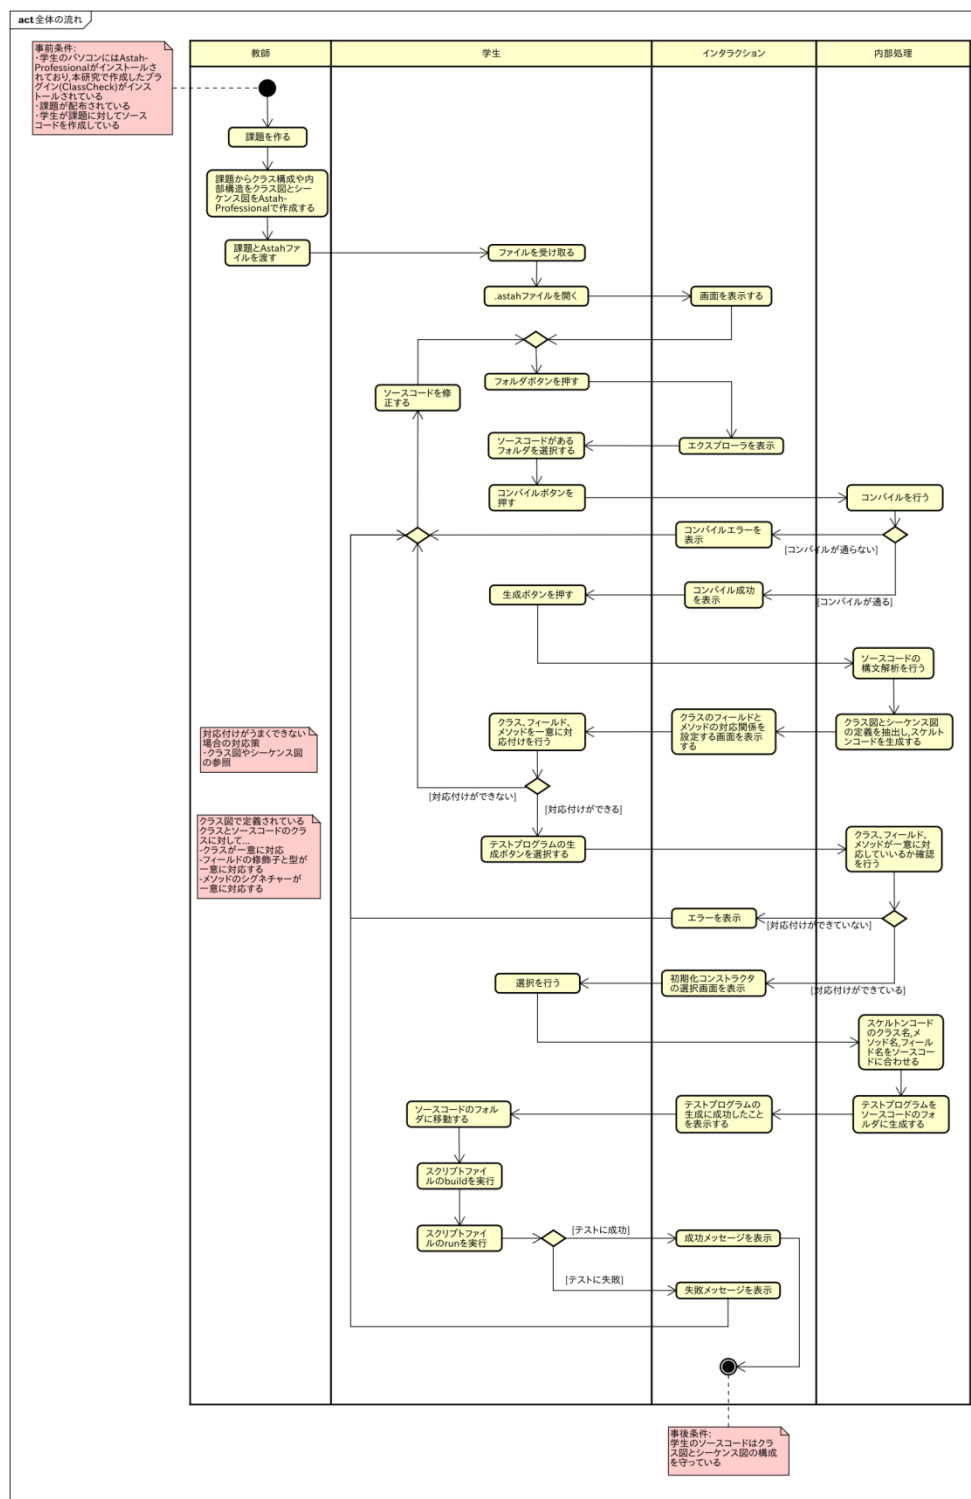 act 全体の流れ
事前条件:
・学生のパソコンにはAstah-
Professionalがインストールさ
れており,本研究で作成したプラ
グイン(ClassCheck)がインス
トールされている
・課題が配布されている
・学生が課題に対してソース
コードを作成している
教師
学生
インタラクション
内部処理
課題を作る
課題からクラス構成や内
部構造をクラス図とシー
ケンス図をAstah-
Professionalで作成する
課題とAstahファ
イルを渡す
ファイルを受け取る
.astahファイルを開く
画面を表示する
ソースコードを修
正する
フォルダボタンを押す
ソースコードがある
フォルダを選択する
エクスプローラを表示
コンパイルボタンを
押す
コンパイルを行う
コンパイルエラーを
表示
[コンパイルが通らない]
生成ボタンを押す
コンパイル成功
を表示
[コンパイルが通る]
ソースコードの
構文解析を行う
対応付けがうまくできない
場合の対応策
・クラス図やシーケンス図
の参照
クラス、フィールド、
メソッドを一意に対
応付けを行う
クラスのフィールドと
メソッドの対応関係を
設定する画面を表示
する
クラス図とシーケンス図
の定義を抽出し,スケルト
ンコードを生成する
[対応付けができない]
[対応付けができる]
クラス図で定義されている
クラスとソースコードのクラ
スに対して...
-クラスが一意に対応
-フィールドの修飾子と型が
一意に対応する
-メソッドのシグネチャーが
一意に対応する
テストプログラムの生
成ボタンを選択する
クラス、フィールド、
メソッドが一意に対
応していいるか確認
を行う
エラーを表示
[対応付けができていない]
選択を行う
初期化コンストラクタ
の選択画面を表示
[対応付けができている]
スケルトンコード
のクラス名,メ
ソッド名,フィール
ド名をソースコー
ドに合わせる
ソースコードのフォル
ダに移動する
テストプログラムの
生成に成功したこと
を表示する
テストプログラムを
ソースコードのフォ
ルダに生成する
スクリプトファイ
ルのbuildを実行
スクリプトファイ
ルのrunを実行
[テストに成功]
成功メッセージを表示
[テストに失敗]
失敗メッセージを表示
事後条件:
学生のソースコードはクラ
ス図とシーケンス図の構成
を守っている